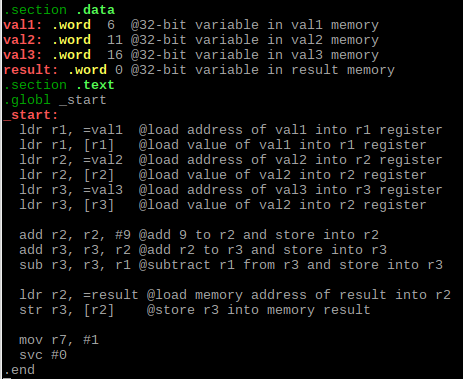 .section .data
val1: .word  6  @32-bit variable in val1 memory
val2: .word  11 @32-bit variable in val2 memory
val3: .word  16 @32-bit variable in val3 memory
result: .word 0 @32-bit variable in result memory
.section .text
.globl _start
_start:
  ldr r1, =val1  @load address of val1 into r1 register
  ldr r1, [r1]   @load value of val1 into r1 register
  ldr r2, =val2  @load address of val2 into r2 register
  ldr r2, [r2]   @load value of val2 into r2 register
  ldr r3, =val3  @load address of val3 into r3 register
  ldr r3, [r3]   @load value of val2 into r2 register

  add r2, r2, #9 @add 9 to r2 and store into r2
  add r3, r3, r2 @add r2 to r3 and store into r3
  sub r3, r3, r1 @subtract r1 from r3 and store into r3

  ldr r2, =result @load memory address of result into r2
  str r3, [r2]    @store r3 into memory result

  mov r7, #1
  svc #0
.end